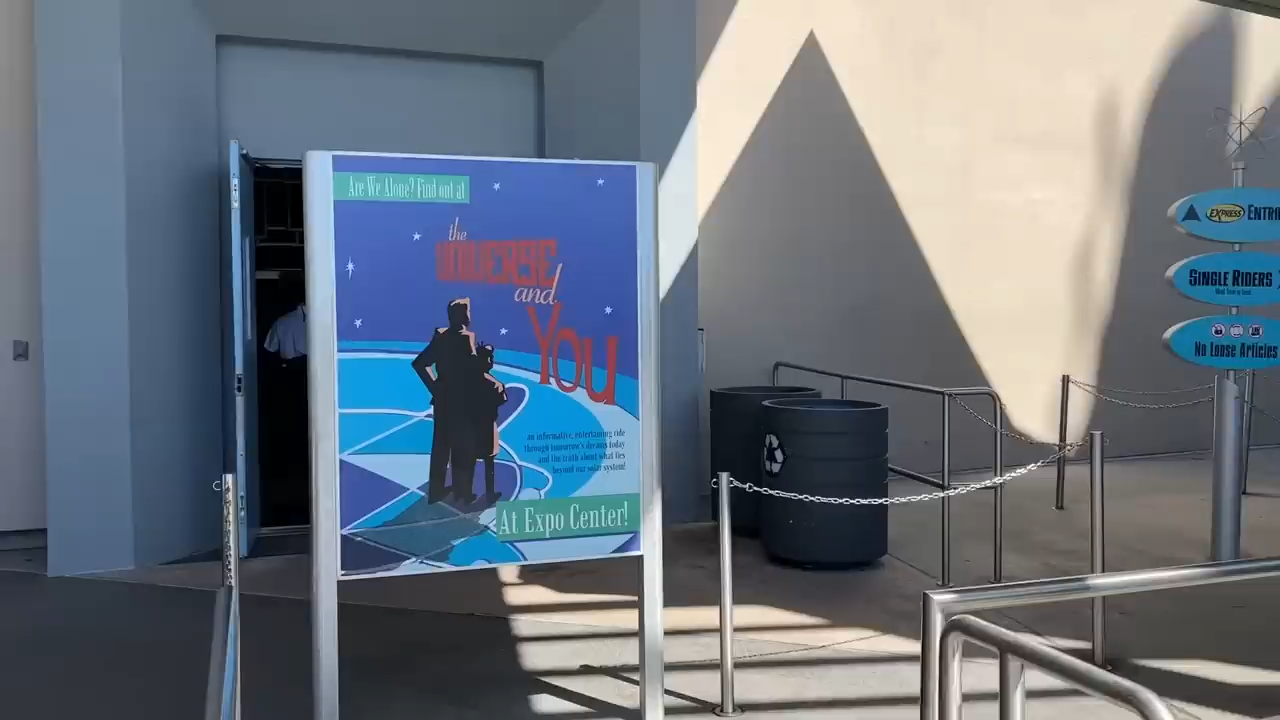 Are We Alone? Find out at
the
UNIVERSE
and
You
an informative, entertaining ride
through tomorrow's dreams today
and the truth about what lies
beyond our solar system!
At Expo Center!
EXPRESS ENTR
SINGLE RIDERS
No Loose Articles